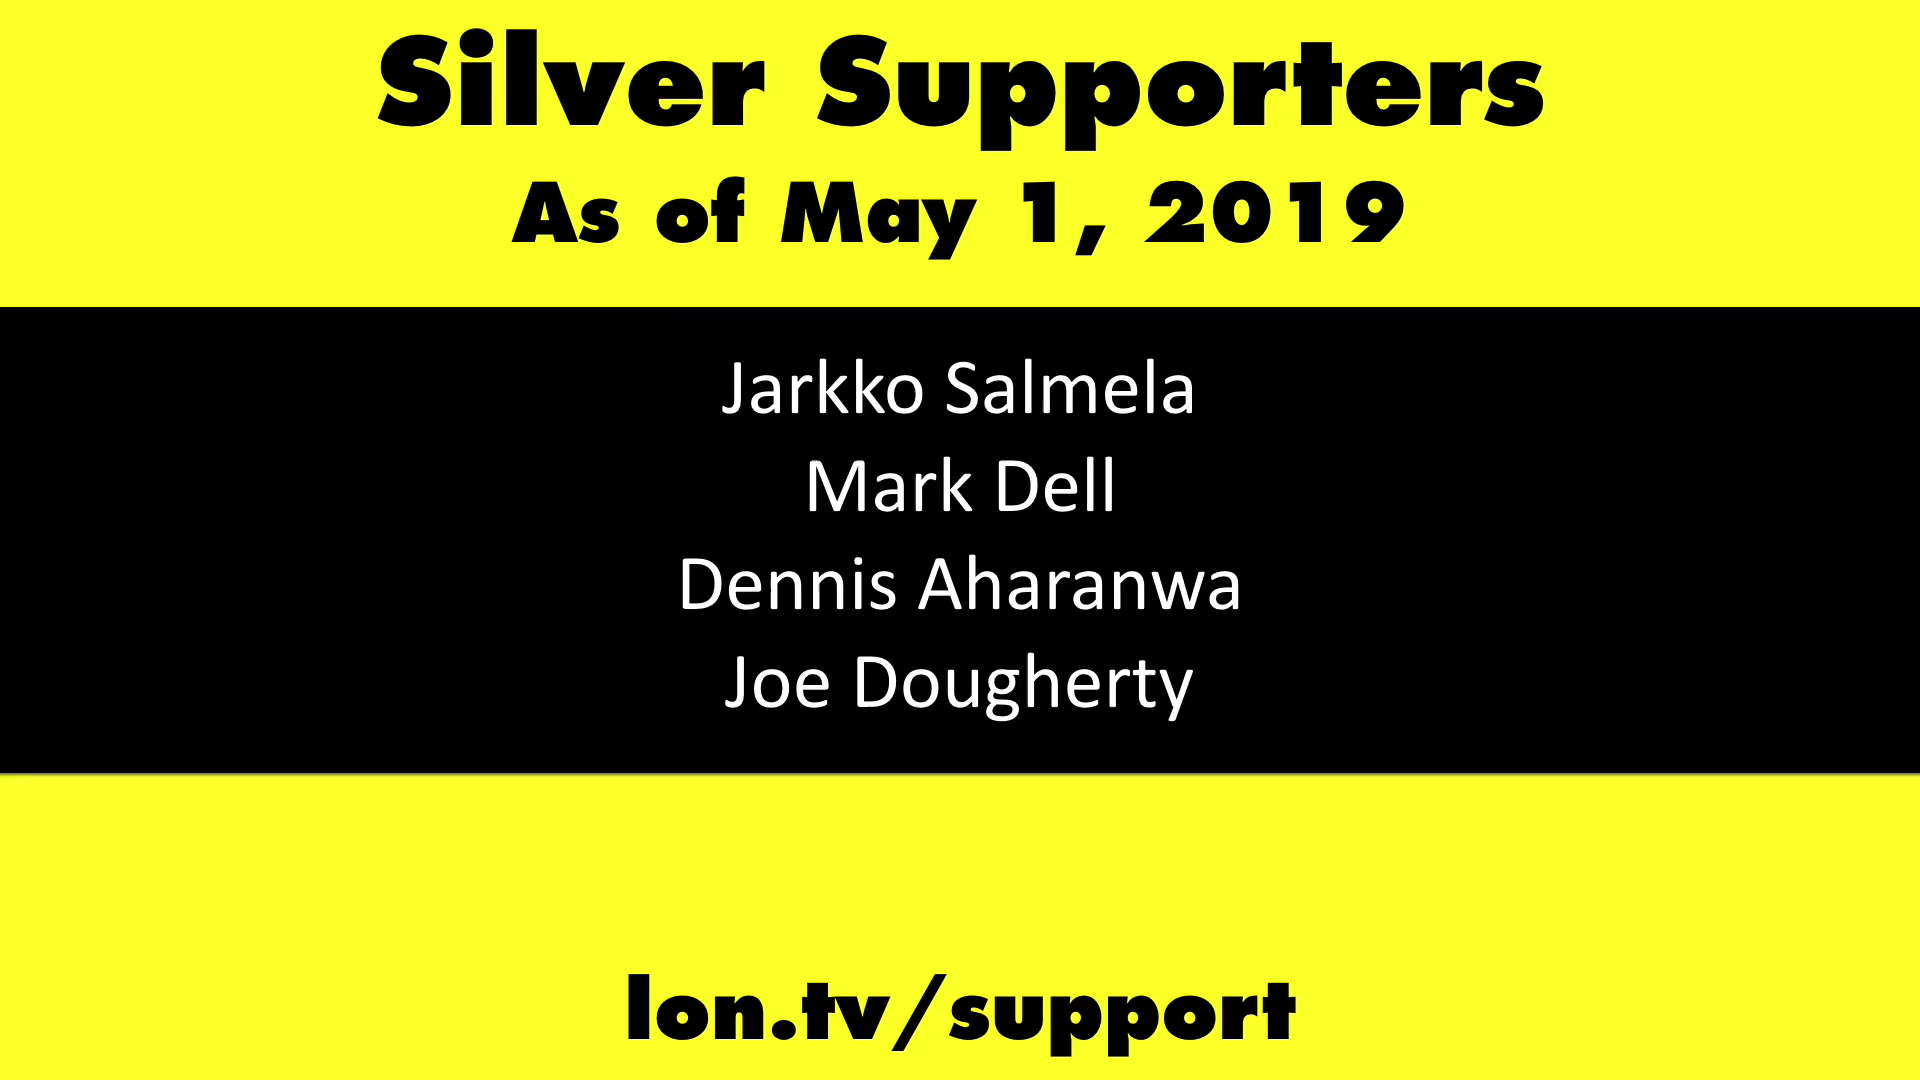 Silver Supporters
As of May 1, 2019
Jarkko Salmela
Mark Dell
Dennis Aharanwa
Joe Dougherty
lon.tv/support